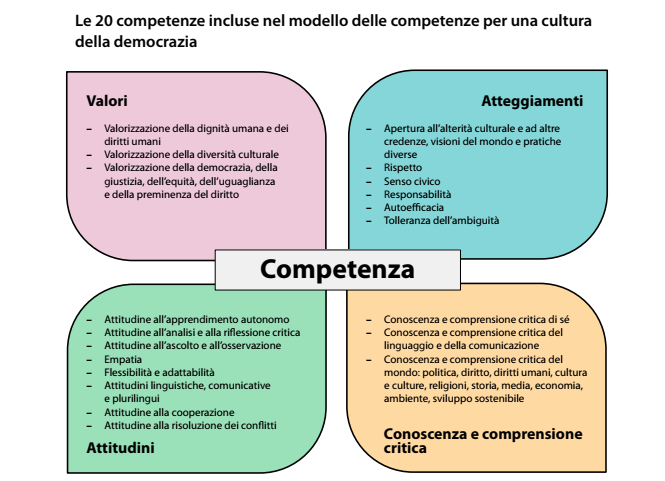 Le 20 competenze incluse nel modello delle competenze per una cultura
della democrazia
Valori
– Valorizzazione della dignità umana e dei
diritti umani
– Valorizzazione della diversità culturale
– Valorizzazione della democrazia, della
giustizia, dell'equità, dell'uguaglianza
e della preminenza del diritto
Atteggiamenti
– Apertura all'alterità culturale e ad altre
credenze, visioni del mondo e pratiche
diverse
– Rispetto
– Senso civico
– Responsabilità
– Autoefficacia
– Tolleranza dell'ambiguità
Competenza
– Attitudine all'apprendimento autonomo
– Attitudine all'analisi e alla riflessione critica
– Attitudine all'ascolto e all'osservazione
– Empatia
– Flessibilità e adattabilità
– Attitudini linguistiche, comunicative
e plurilingui
– Attitudine alla cooperazione
– Attitudine alla risoluzione dei conflitti
Attitudini
– Conoscenza e comprensione critica di sé
– Conoscenza e comprensione critica del
linguaggio e della comunicazione
– Conoscenza e comprensione critica del
mondo: politica, diritto, diritti umani, cultura
e culture, religioni, storia, media, economia,
ambiente, sviluppo sostenibile
Conoscenza e comprensione
critica